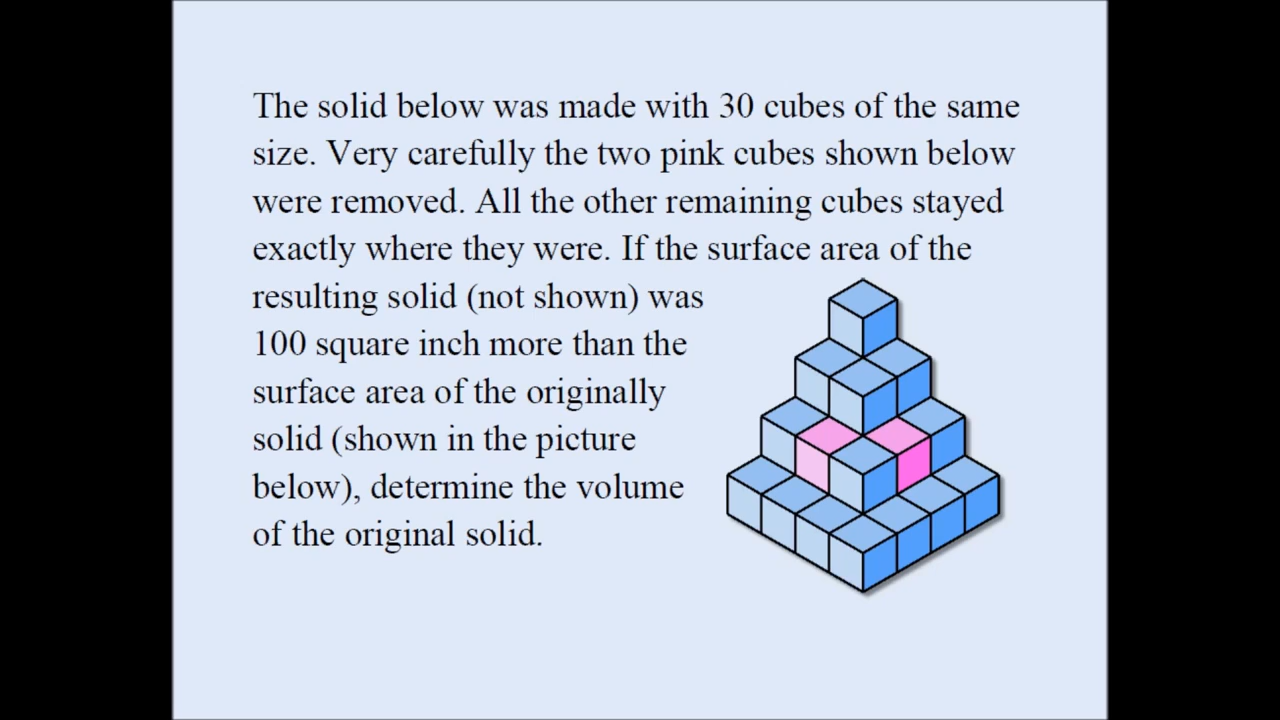 The solid below was made with 30 cubes of the same
size. Very carefully the two pink cubes shown below
were removed. All the other remaining cubes stayed
exactly where they were. If the surface area of the
resulting solid (not shown) was
100 square inch more than the
surface area of the originally
solid (shown in the picture
below), determine the volume
of the original solid.